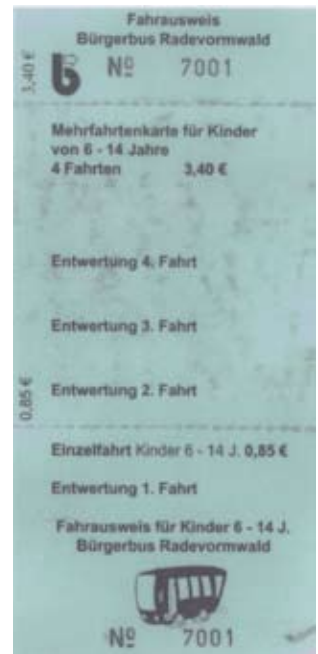 Fahrausweis
Bürgerbus Radevormwald
3,40 €
b Nº 7001
Mehrfahrtenkarte für Kinder
von 6 - 14 Jahre
4 Fahrten 3,40 €
Entwertung 4. Fahrt
Entwertung 3. Fahrt
Entwertung 2. Fahrt
0,85 €
Einzelfahrt Kinder 6 - 14 J. 0,85 €
Entwertung 1. Fahrt
Fahrausweis für Kinder 6 - 14 J.
Bürgerbus Radevormwald
Nº 7001